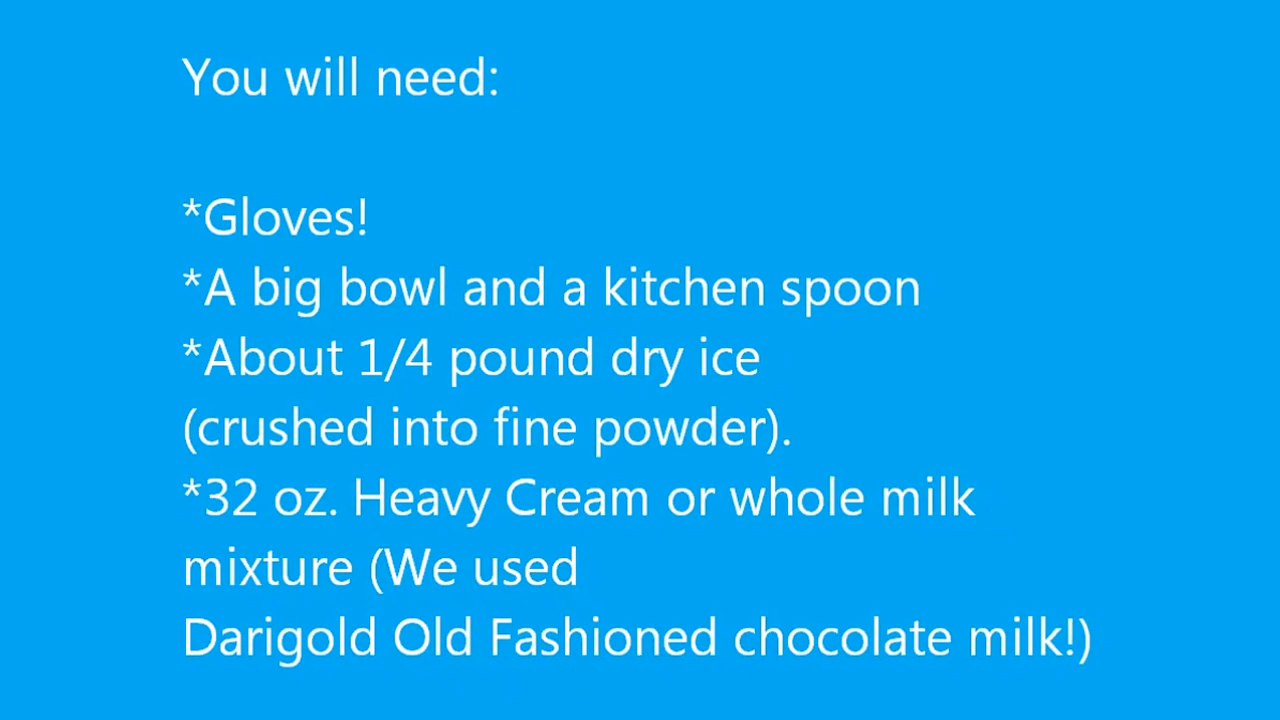 You will need:
*Gloves!
*A big bowl and a kitchen spoon
*About 1/4 pound dry ice
(crushed into fine powder).
*32 oz. Heavy Cream or whole milk
mixture (We used
Darigold Old Fashioned chocolate milk!)